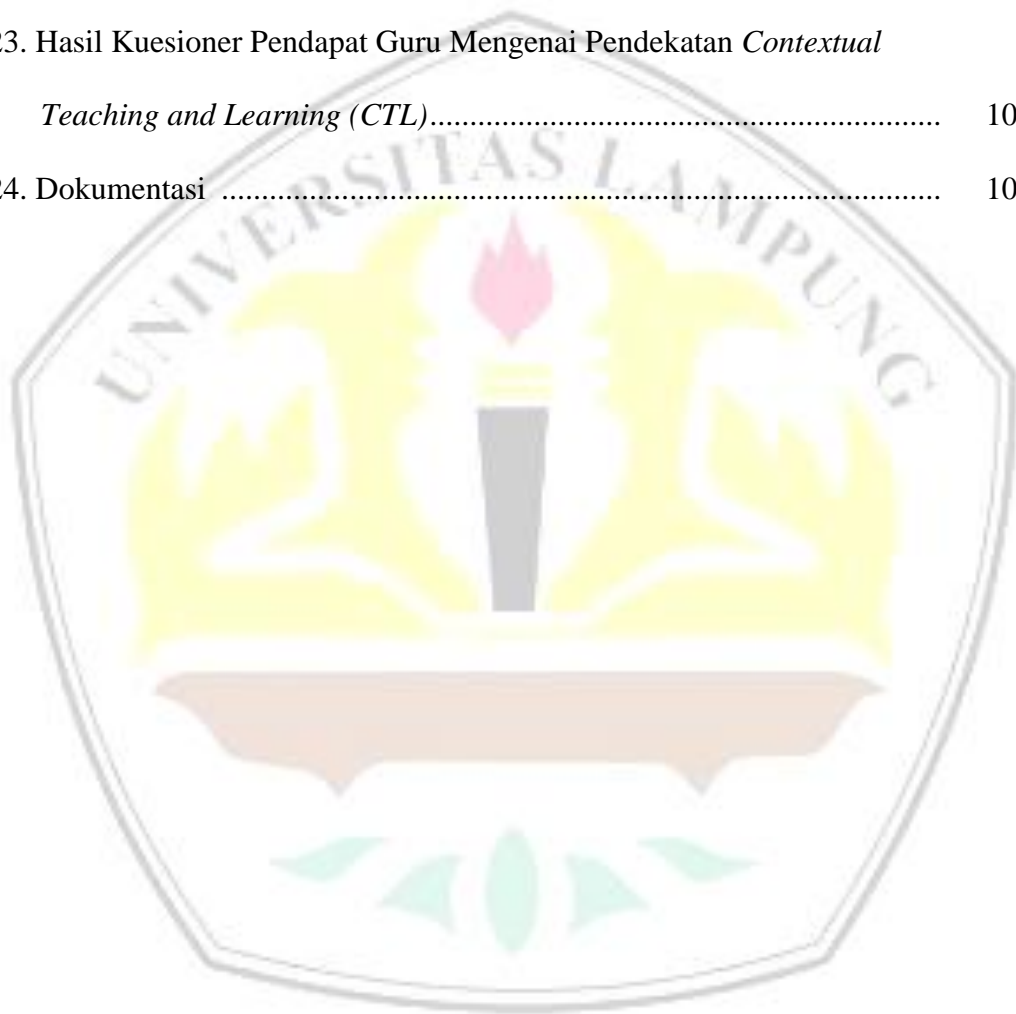 23. Hasil Kuesioner Pendapat Guru Mengenai Pendekatan Contextual
Teaching and Learning (CTL)................................................................ 10
24. Dokumentasi .......................................................................................... 10
UNIVERSITAS LAMPUNG